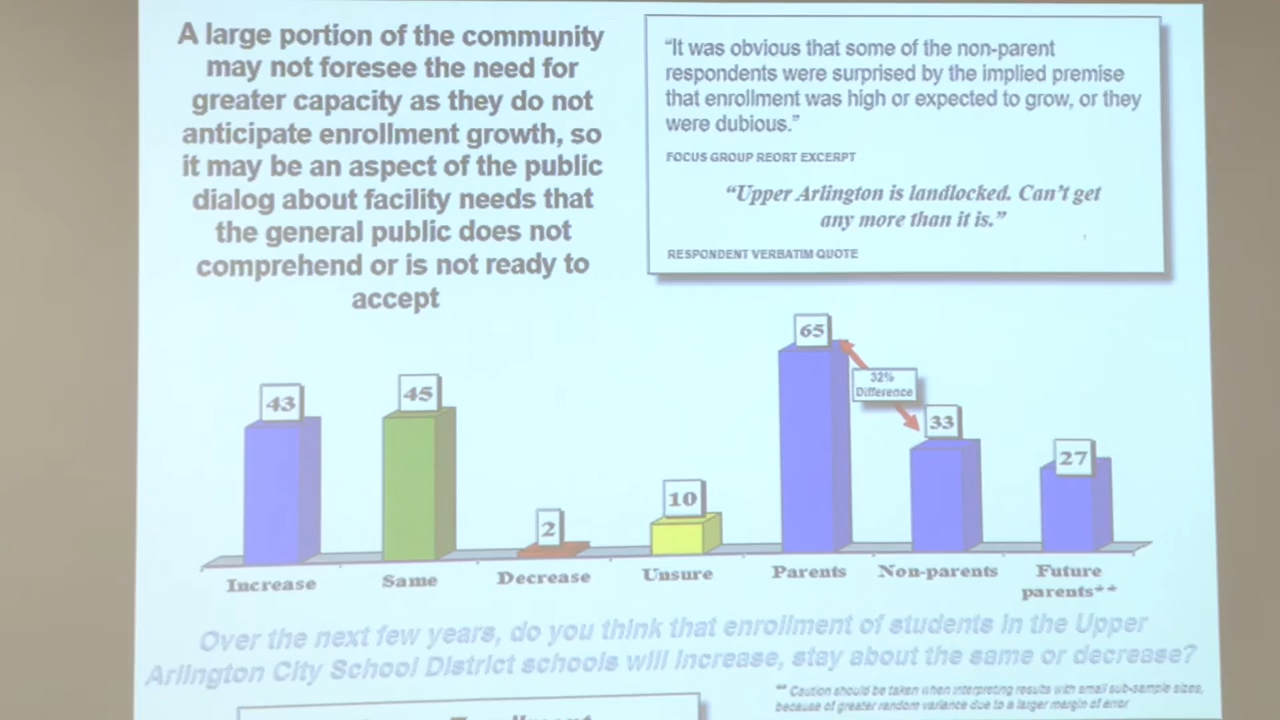 A large portion of the community
may not foresee the need for
greater capacity as they do not
anticipate enrollment growth, so
it may be an aspect of the public
dialog about facility needs that
the general public does not
comprehend or is not ready to
accept
“It was obvious that some of the non-parent
respondents were surprised by the implied premise
that enrollment was high or expected to grow, or they
were dubious.”
FOCUS GROUP REORT EXCERPT
“Upper Arlington is landlocked. Can’t get
any more than it is.”
RESPONDENT VERBATIM QUOTE
43
45
2
10
65
32%
Difference
33
27
Increase
Same
Decrease
Unsure
Parents
Non-parents
Future
parents**
Over the next few years, do you think that enrollment of students in the Upper
Arlington City School District schools will increase, stay about the same or decrease?
** Caution should be taken when interpreting results with small sub-sample sizes,
because of greater random variance due to a larger margin of error